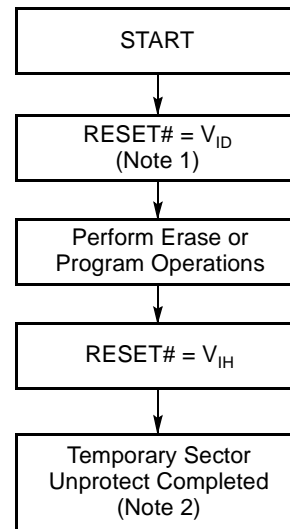 START
RESET# = V_ID
(Note 1)
Perform Erase or
Program Operations
RESET# = V_IH
Temporary Sector
Unprotect Completed
(Note 2)